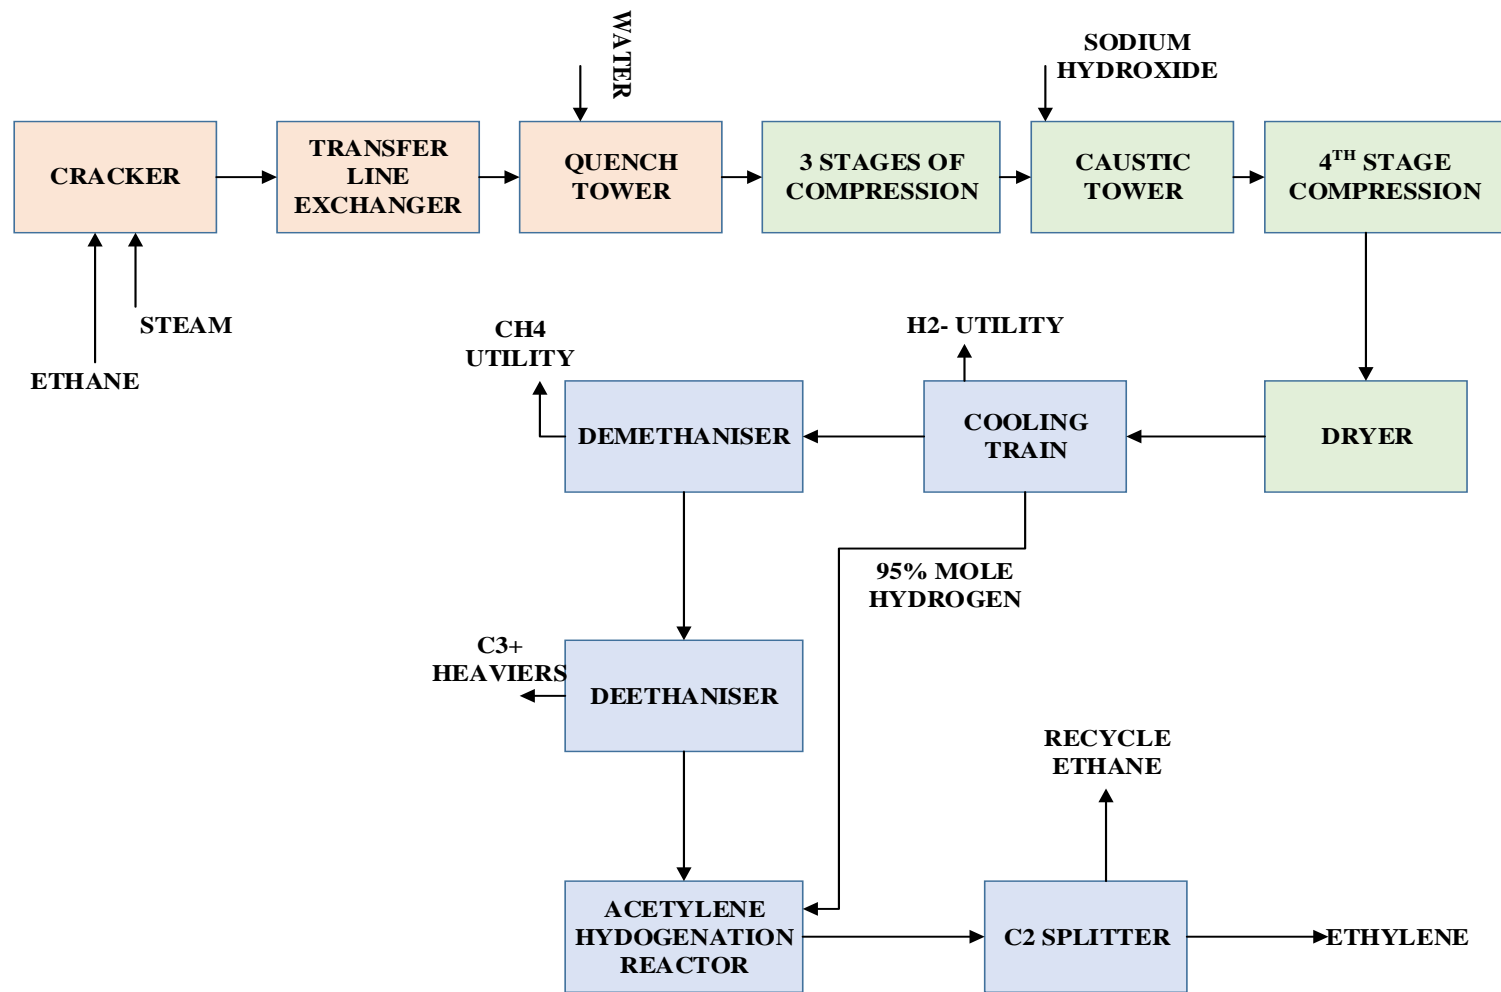 WATER
SODIUM
HYDROXIDE
CRACKER
TRANSFER
LINE
EXCHANGER
QUENCH
TOWER
3 STAGES OF
COMPRESSION
CAUSTIC
TOWER
4TH STAGE
COMPRESSION
STEAM
ETHANE
CH4
UTILITY
H2- UTILITY
DEMETHANISER
COOLING
TRAIN
DRYER
95% MOLE
HYDROGEN
C3+
HEAVIERS
DEETHANISER
RECYCLE
ETHANE
ACETYLENE
HYDOGENATION
REACTOR
C2 SPLITTER
ETHYLENE